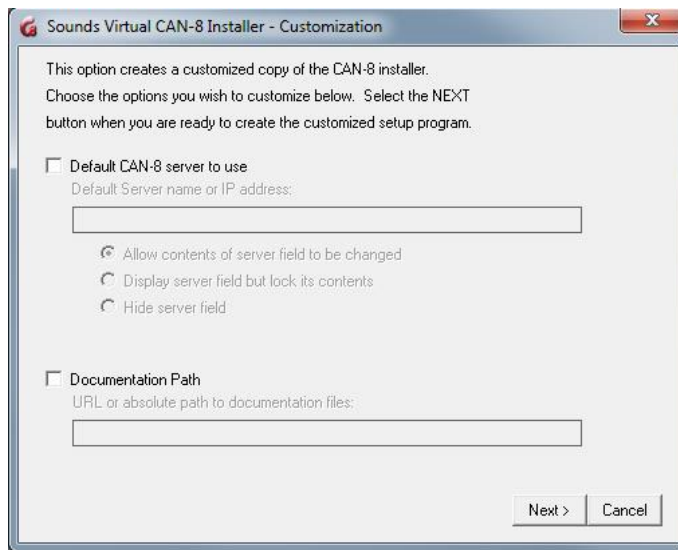 Sounds Virtual CAN-8 Installer - Customization
This option creates a customized copy of the CAN-8 installer.
Choose the options you wish to customize below. Select the NEXT
button when you are ready to create the customized setup program.
Default CAN-8 server to use
Default Server name or IP address:
Allow contents of server field to be changed
Display server field but lock its contents
Hide server field
Documentation Path
URL or absolute path to documentation files:
Next > Cancel